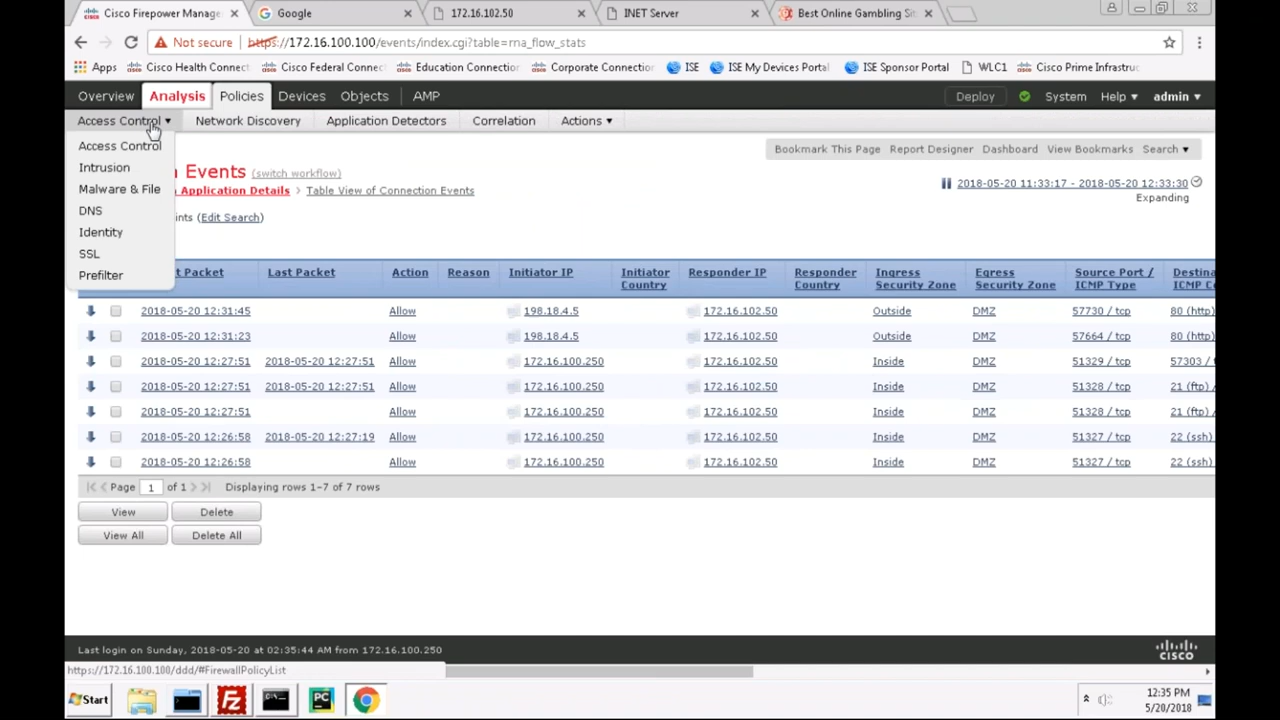 Cisco Firepower Manage
Google
172.16.102.50
INET Server
Best Online Gambling Sit
Not secure | https://172.16.100.100/events/index.cgi?table=rna_flow_stats
Apps Cisco Health Connect Cisco Federal Connec Education Connection Corporate Connection ISE ISE My Devices Portal ISE Sponsor Portal WLC1 Cisco Prime Infrastruc
Overview Analysis Policies Devices Objects AMP Deploy System Help ▾ admin ▾
Access Control ▾ Network Discovery Application Detectors Correlation Actions ▾
Access Control
Intrusion
Malware & File
DNS
Identity
SSL
Prefilter
Bookmark This Page Report Designer Dashboard View Bookmarks Search ▾
Events (switch workflow)
Application Details > Table View of Connection Events
2018-05-20 11:33:17 - 2018-05-20 12:33:30
Expanding
ints (Edit Search)
t Packet Last Packet Action Reason Initiator IP Initiator Country Responder IP Responder Country Ingress Security Zone Egress Security Zone Source Port / ICMP Type Destina ICMP C
2018-05-20 12:31:45 Allow 198.18.4.5 172.16.102.50 Outside DMZ 57730 / tcp 80 (http)
2018-05-20 12:31:23 Allow 198.18.4.5 172.16.102.50 Outside DMZ 57664 / tcp 80 (http)
2018-05-20 12:27:51 2018-05-20 12:27:51 Allow 172.16.100.250 172.16.102.50 Inside DMZ 51329 / tcp 57303 /
2018-05-20 12:27:51 2018-05-20 12:27:51 Allow 172.16.100.250 172.16.102.50 Inside DMZ 51328 / tcp 21 (ftp) /
2018-05-20 12:27:51 Allow 172.16.100.250 172.16.102.50 Inside DMZ 51328 / tcp 21 (ftp) /
2018-05-20 12:26:58 2018-05-20 12:27:19 Allow 172.16.100.250 172.16.102.50 Inside DMZ 51327 / tcp 22 (ssh)
2018-05-20 12:26:58 Allow 172.16.100.250 172.16.102.50 Inside DMZ 51327 / tcp 22 (ssh)
|< < Page 1 of 1 > >| Displaying rows 1–7 of 7 rows
View Delete
View All Delete All
Last login on Sunday, 2018-05-20 at 02:35:44 AM from 172.16.100.250
CISCO
https://172.16.100.100/ddd/#FirewallPolicyList
Start
FZ
PC
12:35 PM
5/20/2018